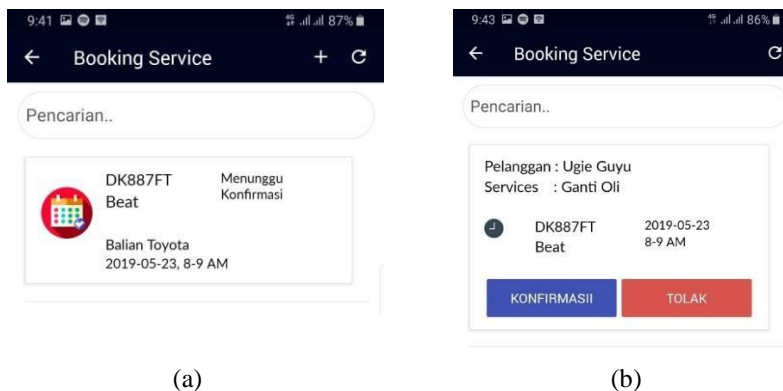 9:41 87%
Booking Service
Pencarian..
DK887FT Menunggu
Beat Konfirmasi
Balian Toyota
2019-05-23, 8-9 AM
(a)
9:43 86%
Booking Service
Pencarian..
Pelanggan : Ugie Guyu
Services : Ganti Oli
DK887FT 2019-05-23
Beat 8-9 AM
KONFIRMASII TOLAK
(b)